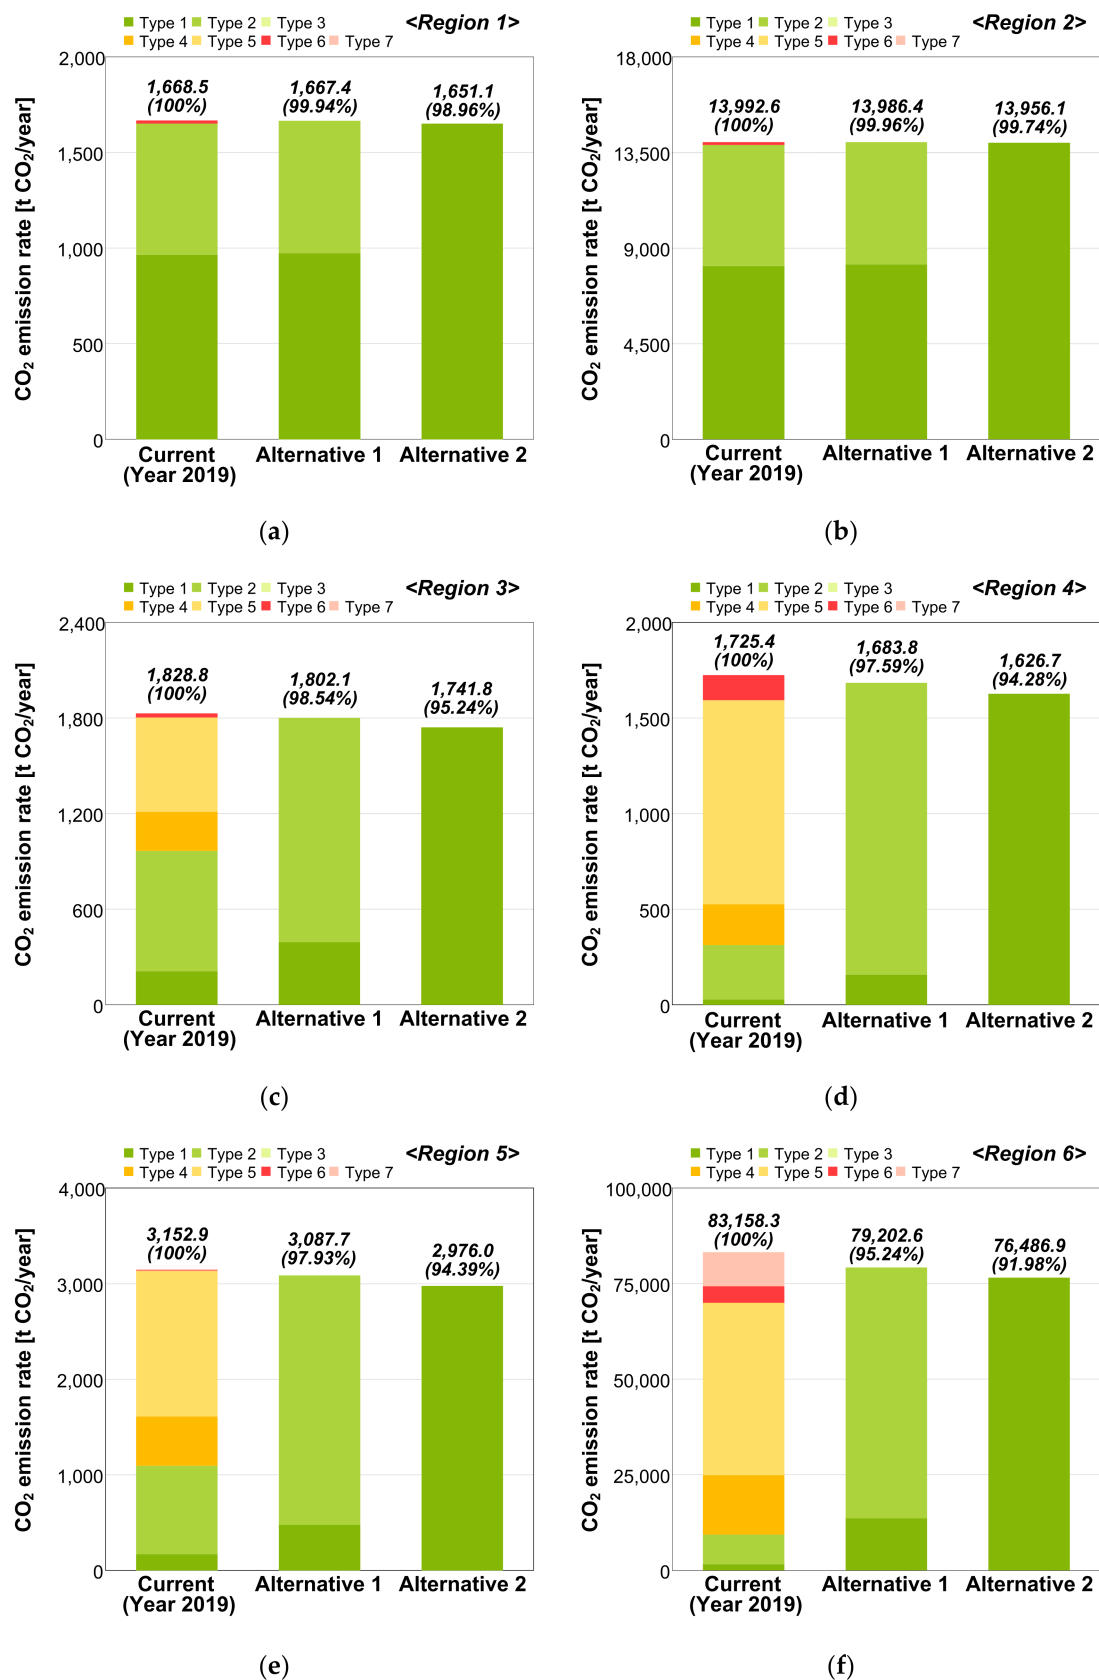 Type 1 Type 2 Type 3
Type 4 Type 5 Type 6 Type 7
<Region 1>
CO₂ emission rate [t CO₂/year]
2,000
1,500
1,000
500
0
1,668.5
(100%)
1,667.4
(99.94%)
1,651.1
(98.96%)
Current
(Year 2019)
Alternative 1
Alternative 2
(a)
Type 1 Type 2 Type 3
Type 4 Type 5 Type 6 Type 7
<Region 2>
CO₂ emission rate [t CO₂/year]
18,000
13,500
9,000
4,500
0
13,992.6
(100%)
13,986.4
(99.96%)
13,956.1
(99.74%)
Current
(Year 2019)
Alternative 1
Alternative 2
(b)
Type 1 Type 2 Type 3
Type 4 Type 5 Type 6 Type 7
<Region 3>
CO₂ emission rate [t CO₂/year]
2,400
1,800
1,200
600
0
1,828.8
(100%)
1,802.1
(98.54%)
1,741.8
(95.24%)
Current
(Year 2019)
Alternative 1
Alternative 2
(c)
Type 1 Type 2 Type 3
Type 4 Type 5 Type 6 Type 7
<Region 4>
CO₂ emission rate [t CO₂/year]
2,000
1,500
1,000
500
0
1,725.4
(100%)
1,683.8
(97.59%)
1,626.7
(94.28%)
Current
(Year 2019)
Alternative 1
Alternative 2
(d)
Type 1 Type 2 Type 3
Type 4 Type 5 Type 6 Type 7
<Region 5>
CO₂ emission rate [t CO₂/year]
4,000
3,000
2,000
1,000
0
3,152.9
(100%)
3,087.7
(97.93%)
2,976.0
(94.39%)
Current
(Year 2019)
Alternative 1
Alternative 2
(e)
Type 1 Type 2 Type 3
Type 4 Type 5 Type 6 Type 7
<Region 6>
CO₂ emission rate [t CO₂/year]
100,000
75,000
50,000
25,000
0
83,158.3
(100%)
79,202.6
(95.24%)
76,486.9
(91.98%)
Current
(Year 2019)
Alternative 1
Alternative 2
(f)